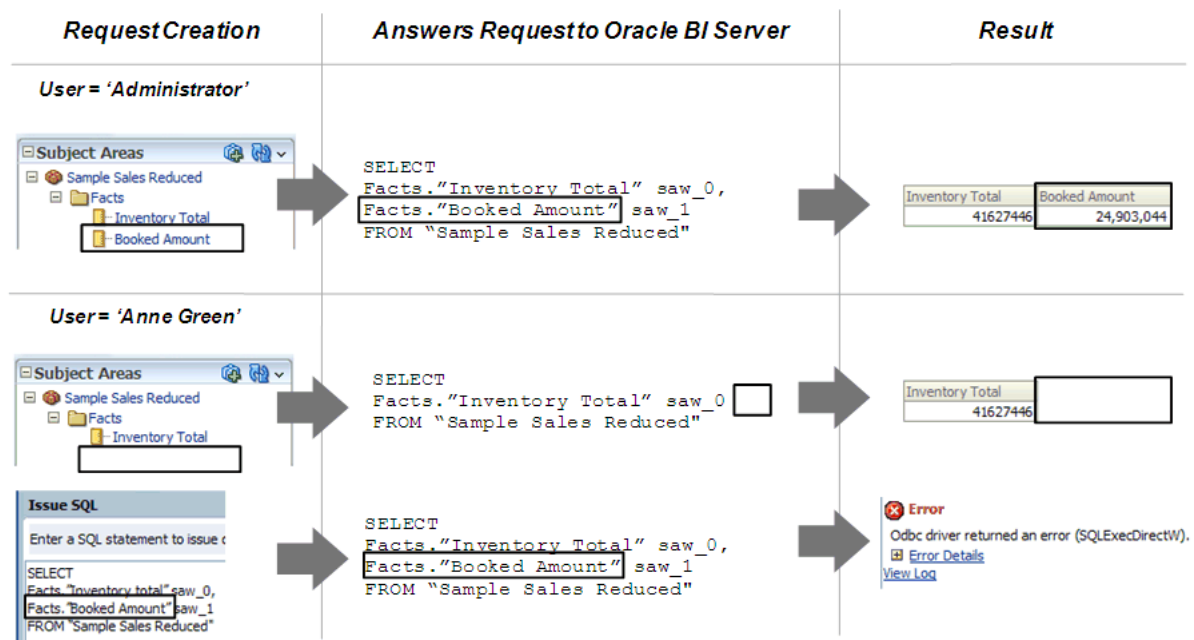 Request Creation
Answers Request to Oracle BI Server
Result
User = ‘Administrator’
Subject Areas
Sample Sales Reduced
Facts
Inventory Total
Booked Amount
SELECT
Facts.”Inventory Total” saw_0,
Facts.”Booked Amount” saw_1
FROM “Sample Sales Reduced"
Inventory Total Booked Amount
41627446 24,903,044
User = ‘Anne Green’
Subject Areas
Sample Sales Reduced
Facts
Inventory Total
SELECT
Facts.”Inventory Total” saw_0
FROM “Sample Sales Reduced"
Inventory Total
41627446
Issue SQL
Enter a SQL statement to issue
SELECT
Facts."Inventory total" saw_0,
Facts."Booked Amount" saw_1
FROM "Sample Sales Reduced"
SELECT
Facts.”Inventory Total” saw_0,
Facts.”Booked Amount” saw_1
FROM “Sample Sales Reduced"
Error
Odbc driver returned an error (SQLExecDirectW).
Error Details
View Log